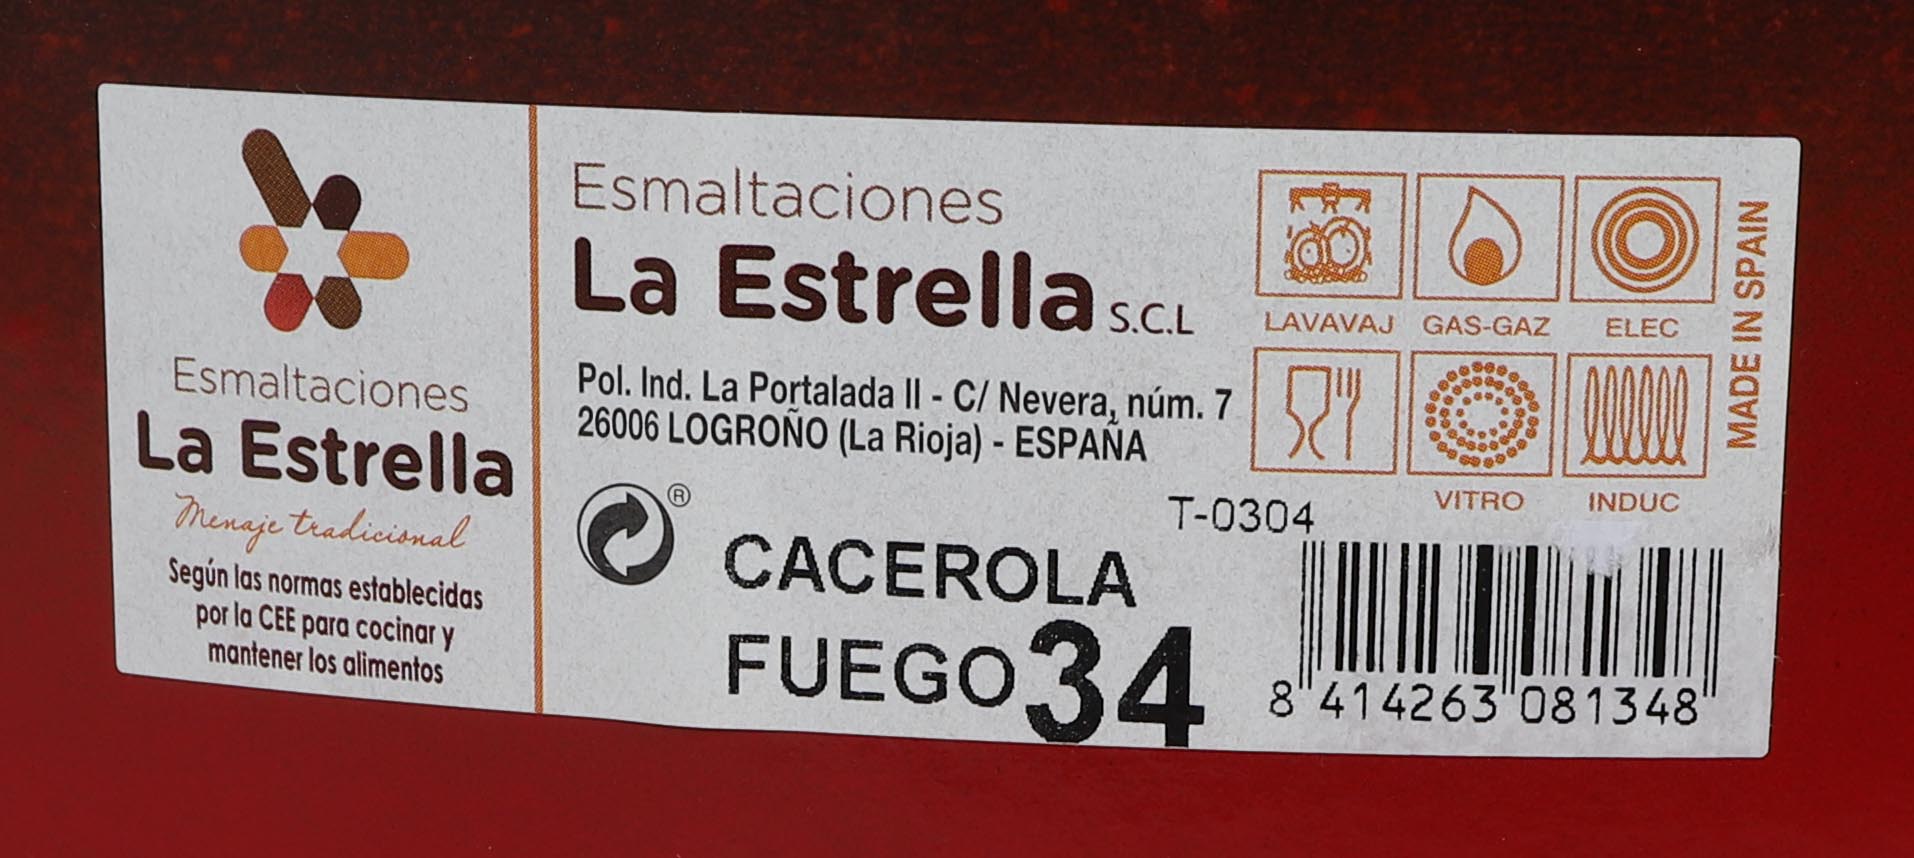 Esmaltaciones
La Estrella
Menaje tradicional
Según las normas establecidas
por la CEE para cocinar y
mantener los alimentos
Esmaltaciones
La Estrella S.C.L
Pol. Ind. La Portalada II - C/ Nevera, núm. 7
26006 LOGROÑO (La Rioja) - ESPAÑA
®
CACEROLA
FUEGO 34
LAVAVAJ GAS-GAZ ELEC
VITRO INDUC
MADE IN SPAIN
T-0304
8 414263 081348